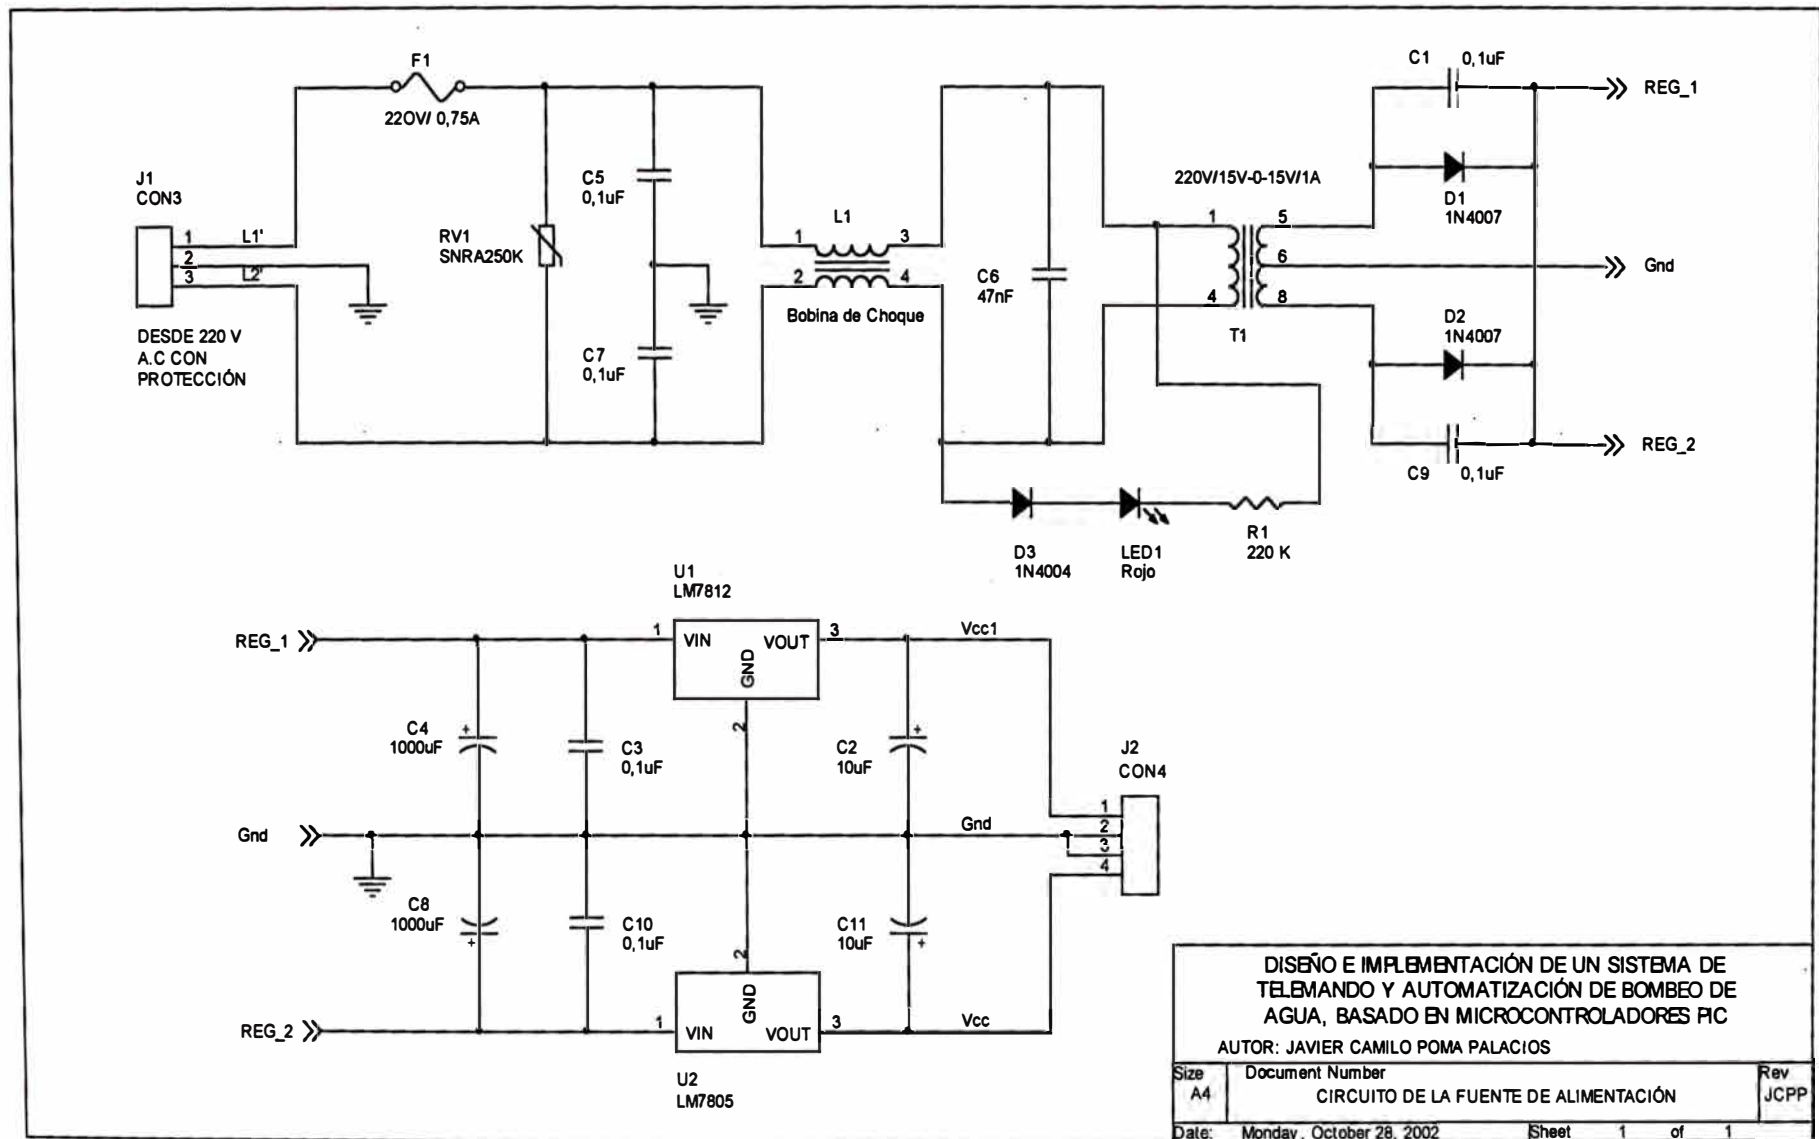 F1
22OV/ 0,75A
J1
CON3
1
2
3
L1'
L2'
DESDE 220 V
A.C CON
PROTECCIÓN
RV1
SNRA250K
C5
0,1uF
C7
0,1uF
L1
1
3
2
4
Bobina de Choque
C6
47nF
220V/15V-0-15V/1A
1
5
6
4
8
T1
C1
0,1uF
D1
1N4007
D2
1N4007
C9
0,1uF
REG_1
Gnd
REG_2
D3
1N4004
LED1
Rojo
R1
220 K
U1
LM7812
REG_1
1
VIN
VOUT
GND
3
2
Vcc1
C4
1000uF
+
C3
0,1uF
C2
10uF
+
J2
CON4
1
2
3
4
Gnd
Gnd
C8
1000uF
+
C10
0,1uF
C11
10uF
+
2
REG_2
1
VIN
GND
VOUT
3
Vcc
U2
LM7805
DISEÑO E IMPLEMENTACIÓN DE UN SISTEMA DE
TELEMANDO Y AUTOMATIZACIÓN DE BOMBEO DE
AGUA, BASADO EN MICROCONTROLADORES PIC
AUTOR: JAVIER CAMILO POMA PALACIOS
Size
A4
Document Number
CIRCUITO DE LA FUENTE DE ALIMENTACIÓN
Rev
JCPP
Date: Monday, October 28, 2002 Sheet 1 of 1